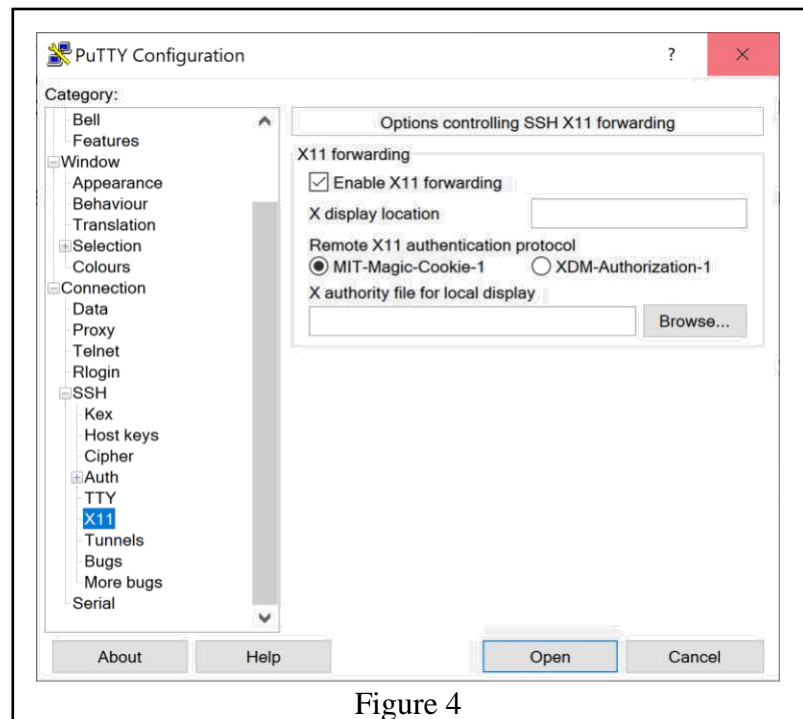 PuTTY Configuration
?
Category:
Bell
Features
Window
Appearance
Behaviour
Translation
Selection
Colours
Connection
Data
Proxy
Telnet
Rlogin
SSH
Kex
Host keys
Cipher
Auth
TTY
X11
Tunnels
Bugs
More bugs
Serial
Options controlling SSH X11 forwarding
X11 forwarding
Enable X11 forwarding
X display location
Remote X11 authentication protocol
MIT-Magic-Cookie-1 XDM-Authorization-1
X authority file for local display
Browse...
About Help Open Cancel
Figure 4